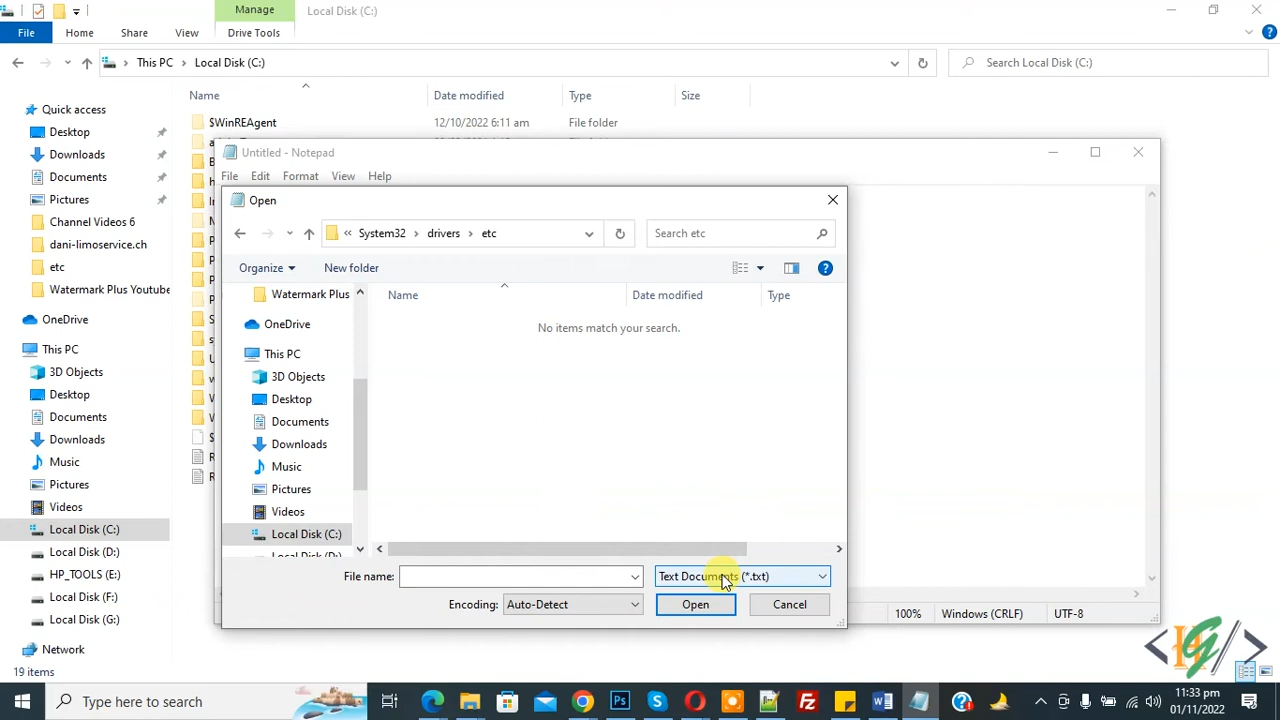 Manage
Local Disk (C:)
File
Home
Share
View
Drive Tools
This PC
Local Disk (C:)
Search Local Disk (C:)
Name
Date modified
Type
Size
Quick access
Desktop
Downloads
Documents
Pictures
Channel Videos 6
dani-limoservice.ch
etc
Watermark Plus Youtube
OneDrive
This PC
3D Objects
Desktop
Documents
Downloads
Music
Pictures
Videos
Local Disk (C:)
Local Disk (D:)
HP_TOOLS (E:)
Local Disk (F:)
Local Disk (G:)
Network
19 items
$WinREAgent
12/10/2022 6:11 am
File folder
Untitled - Notepad
File
Edit
Format
View
Help
Open
System32
drivers
etc
Search etc
Organize
New folder
Name
Date modified
Type
No items match your search.
Watermark Plus
OneDrive
This PC
3D Objects
Desktop
Documents
Downloads
Music
Pictures
Videos
Local Disk (C:)
Local Disk (D:)
File name:
Text Documents (*.txt)
Encoding:
Auto-Detect
Open
Cancel
100%
Windows (CRLF)
UTF-8
Type here to search
11:33 pm
01/11/2022